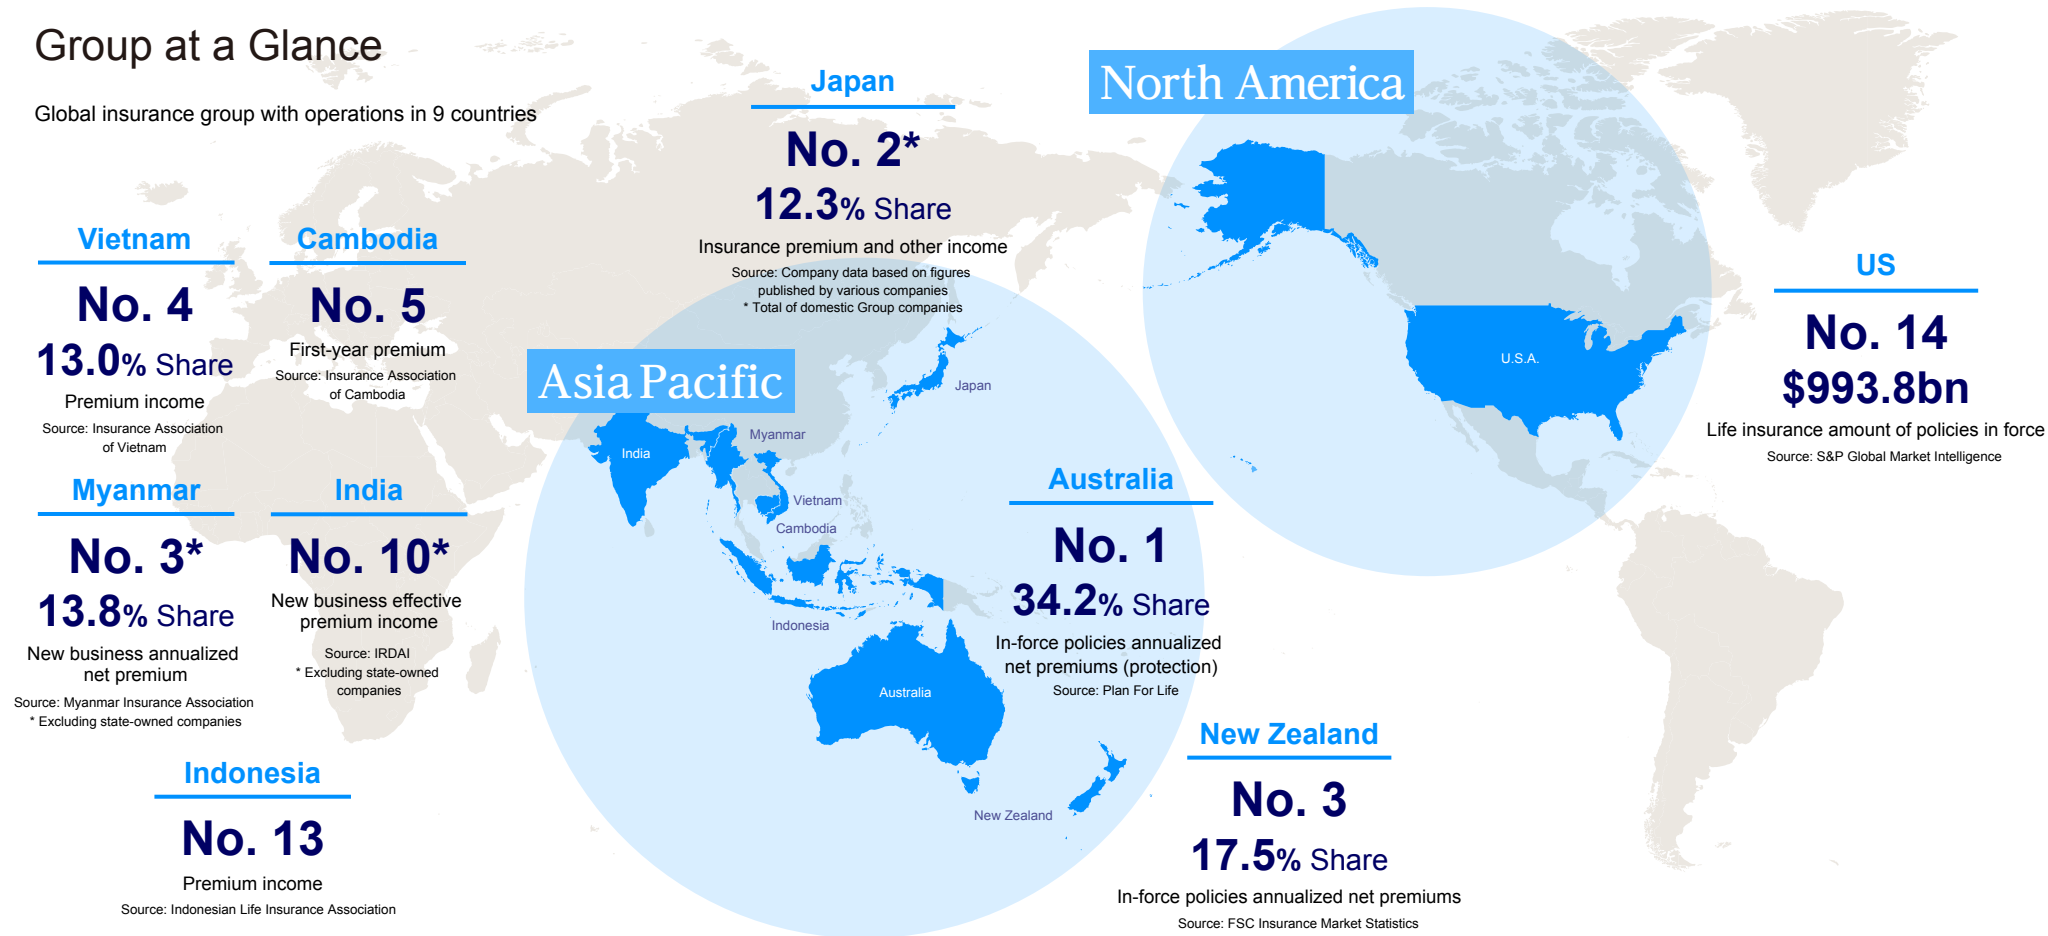 Group at a Glance
Global insurance group with operations in 9 countries
Japan
No. 2*
12.3% Share
Insurance premium and other income
Source: Company data based on figures
published by various companies
* Total of domestic Group companies
North America
Vietnam
No. 4
13.0% Share
Premium income
Source: Insurance Association
of Vietnam
Cambodia
No. 5
First-year premium
Source: Insurance Association
of Cambodia
US
No. 14
$993.8bn
Life insurance amount of policies in force
Source: S&P Global Market Intelligence
U.S.A.
Asia Pacific
Japan
Myanmar
India
Vietnam
Cambodia
Indonesia
Australia
New Zealand
Myanmar
No. 3*
13.8% Share
New business annualized
net premium
Source: Myanmar Insurance Association
* Excluding state-owned companies
India
No. 10*
New business effective
premium income
Source: IRDAI
* Excluding state-owned
companies
Australia
No. 1
34.2% Share
In-force policies annualized
net premiums (protection)
Source: Plan For Life
Indonesia
No. 13
Premium income
Source: Indonesian Life Insurance Association
New Zealand
No. 3
17.5% Share
In-force policies annualized net premiums
Source: FSC Insurance Market Statistics